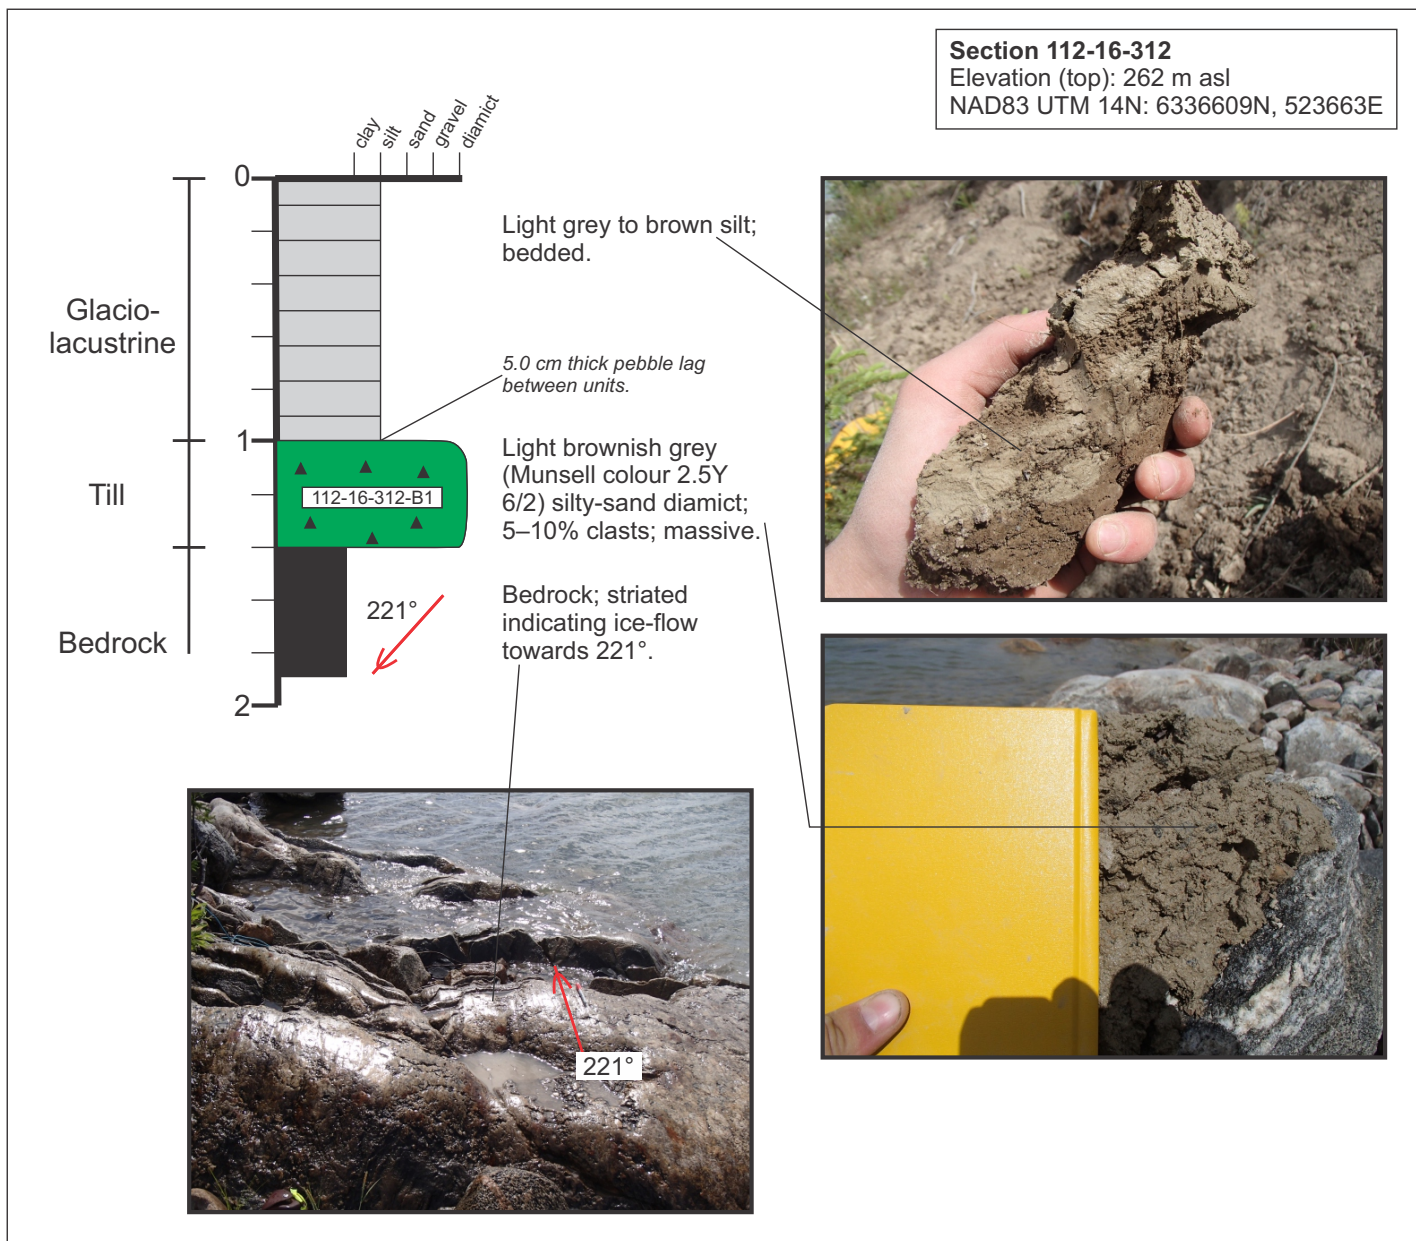 Section 112-16-312
Elevation (top): 262 m asl
NAD83 UTM 14N: 6336609N, 523663E
clay
silt
sand
gravel
diamict
0
1
2
Glacio-
lacustrine
Till
Bedrock
Light grey to brown silt;
bedded.
5.0 cm thick pebble lag
between units.
Light brownish grey
(Munsell colour 2.5Y
6/2) silty-sand diamict;
5–10% clasts; massive.
112-16-312-B1
Bedrock; striated
indicating ice-flow
towards 221°.
221°
221°